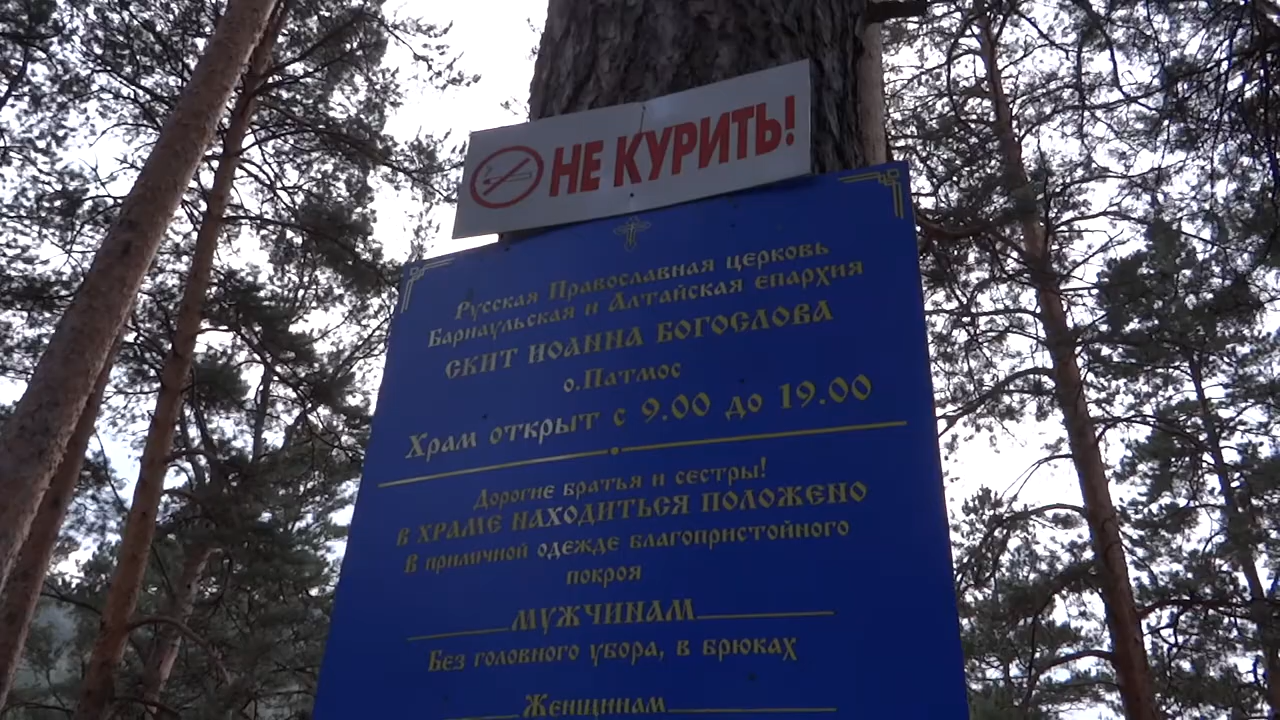 НЕ КУРИТЬ!
Русская Православная церковь
Барнаульская и Алтайская епархия
СКИТ ИОАННА БОГОСЛОВА
о.Патмос
Храм открыт с 9.00 до 19.00
Дорогие братья и сестры!
В ХРАМЕ НАХОДИТЬСЯ ПОЛОЖЕНО
В приличной одежде благопристойного
покроя
МУЖЧИНАМ
Без головного убора, в брюках
Женщинам